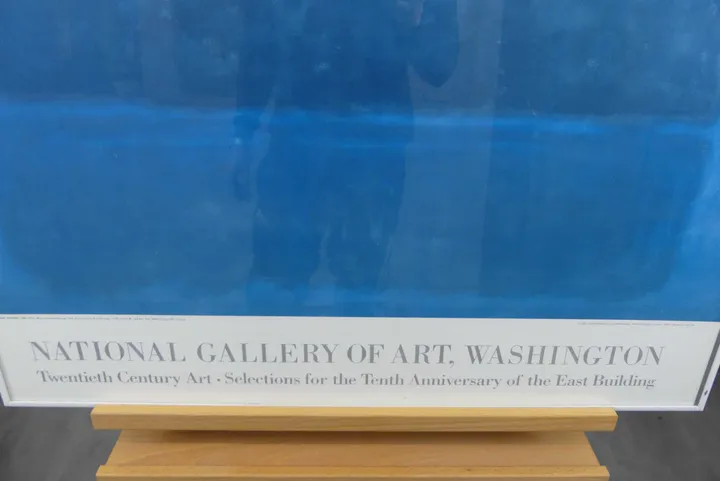 NATIONAL GALLERY OF ART, WASHINGTON
Twentieth Century Art • Selections for the Tenth Anniversary of the East Building